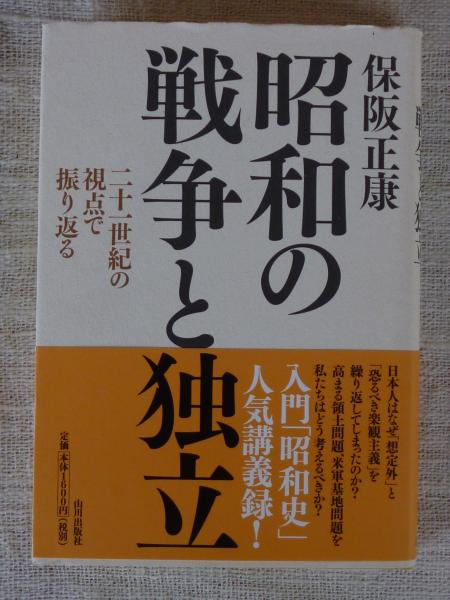 保阪正康
昭和の
戦争と独立
二十一世紀の
視点で
振り返る
日本人はなぜ「想定外」と
「恐るべき楽観主義」を
繰り返してしまったのか?
高まる領土問題、米軍基地問題を
私たちはどう考えるべきか?
入門「昭和史」
人気講義録!
山川出版社
定価[本体1600円](税別)